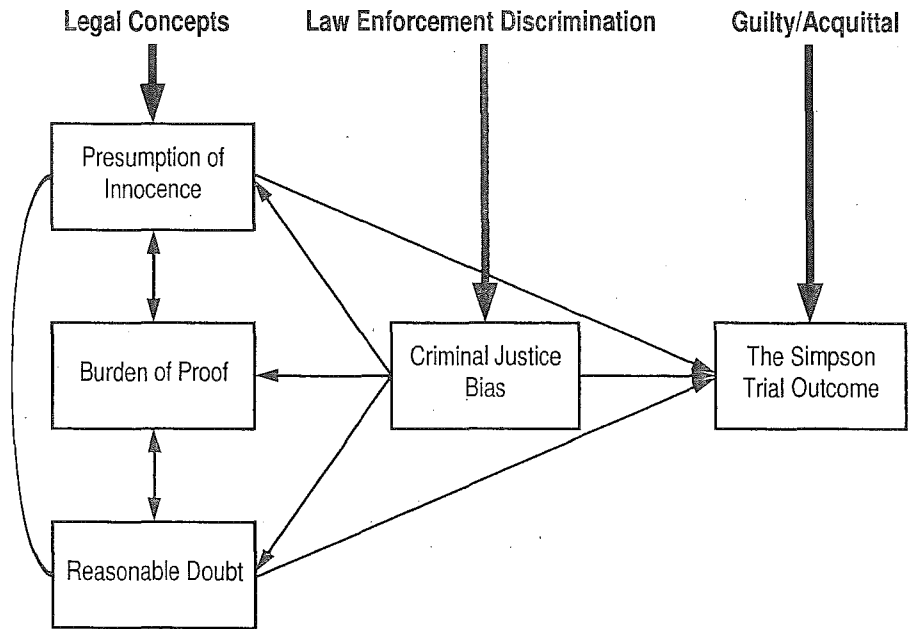 Legal Concepts
Law Enforcement Discrimination
Guilty/Acquittal
Presumption of
Innocence
Burden of Proof
Criminal Justice
Bias
The Simpson
Trial Outcome
Reasonable Doubt